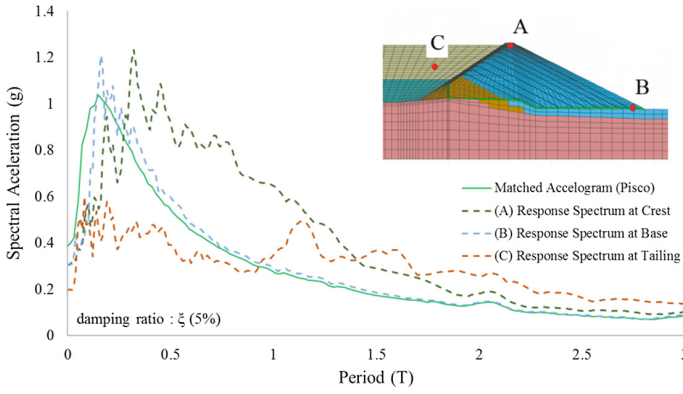 1.4
1.2
1
0.8
0.6
0.4
0.2
0
Spectral Aceleration (g)
A
C
B
Matched Accelogram (Pisco)
(A) Response Spectrum at Crest
(B) Response Spectrum at Base
(C) Response Spectrum at Tailing
damping ratio : ξ (5%)
0 0.5 1 1.5 2 2.5 3
Period (T)